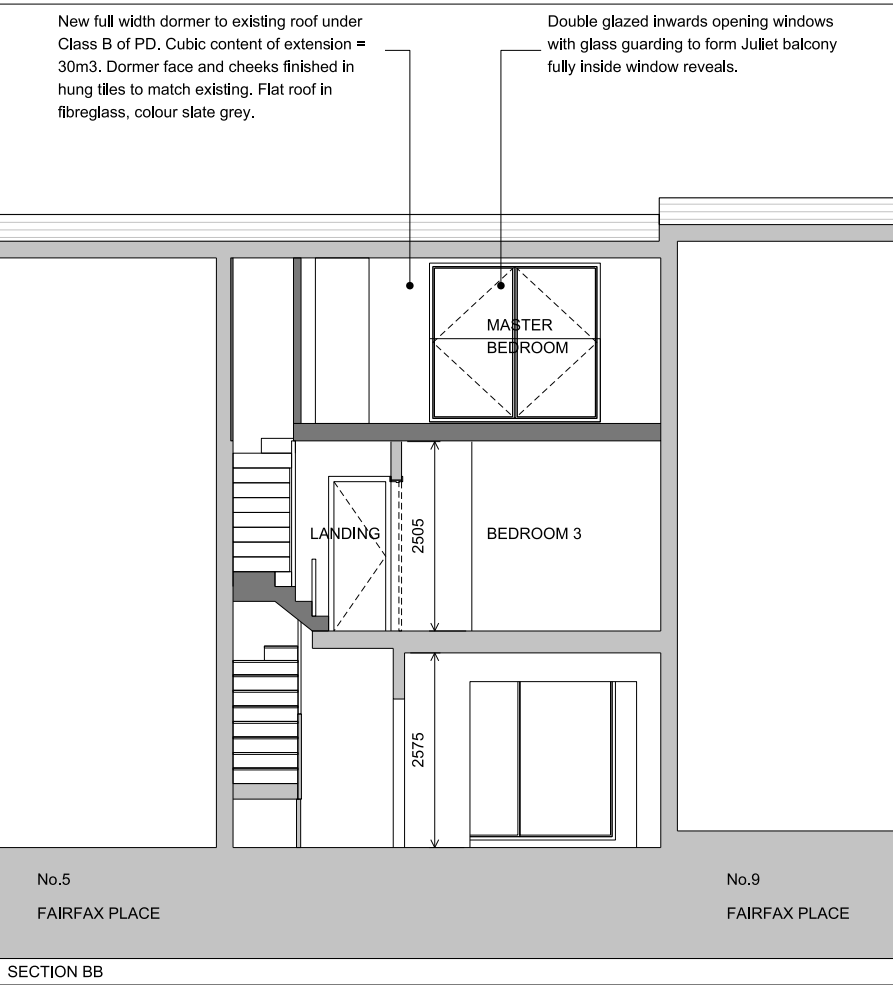 New full width dormer to existing roof under
Class B of PD. Cubic content of extension =
30m3. Dormer face and cheeks finished in
hung tiles to match existing. Flat roof in
fibreglass, colour slate grey.
Double glazed inwards opening windows
with glass guarding to form Juliet balcony
fully inside window reveals.
MASTER
BEDROOM
LANDING
2505
BEDROOM 3
2575
No.5
FAIRFAX PLACE
No.9
FAIRFAX PLACE
SECTION BB